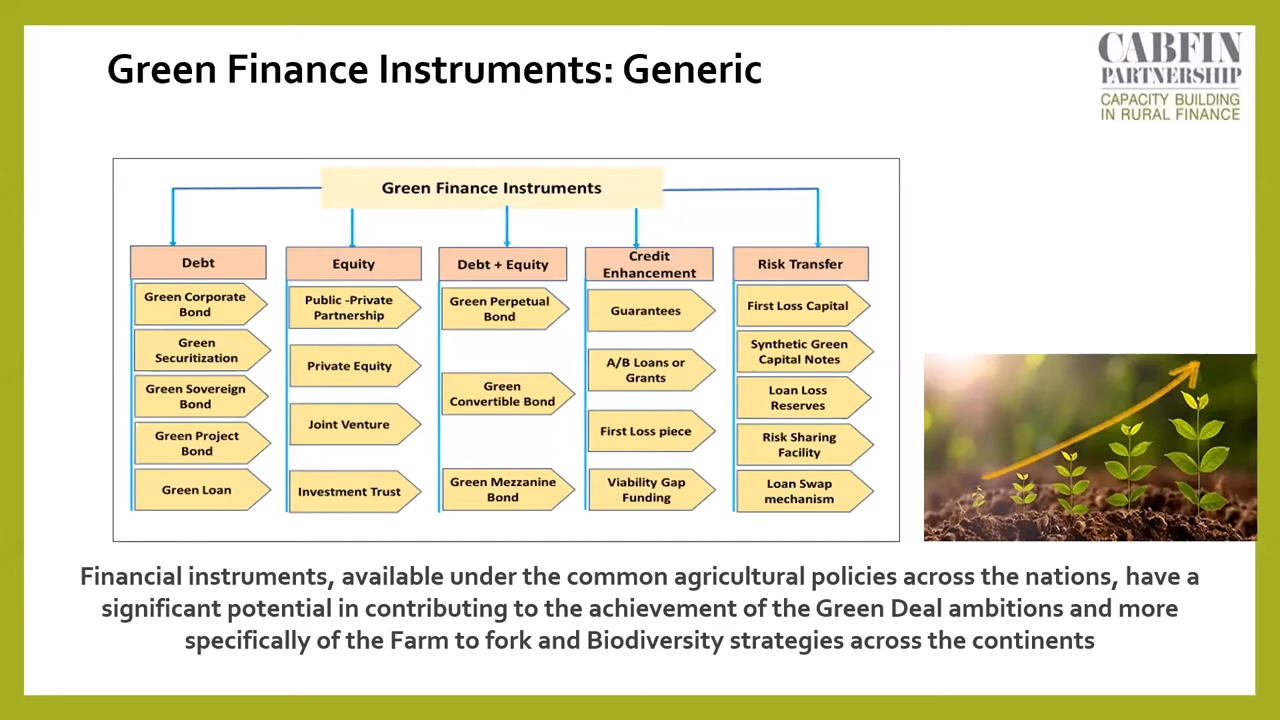 Green Finance Instruments: Generic
CABFIN
PARTNERSHIP
CAPACITY BUILDING
IN RURAL FINANCE
Green Finance Instruments
Debt
Green Corporate
Bond
Green
Securitization
Green Sovereign
Bond
Green Project
Bond
Green Loan
Equity
Public -Private
Partnership
Private Equity
Joint Venture
Investment Trust
Debt + Equity
Green Perpetual
Bond
Green
Convertible Bond
Green Mezzanine
Bond
Credit
Enhancement
Guarantees
A/B Loans or
Grants
First Loss piece
Viability Gap
Funding
Risk Transfer
First Loss Capital
Synthetic Green
Capital Notes
Loan Loss
Reserves
Risk Sharing
Facility
Loan Swap
mechanism
Financial instruments, available under the common agricultural policies across the nations, have a
significant potential in contributing to the achievement of the Green Deal ambitions and more
specifically of the Farm to fork and Biodiversity strategies across the continents